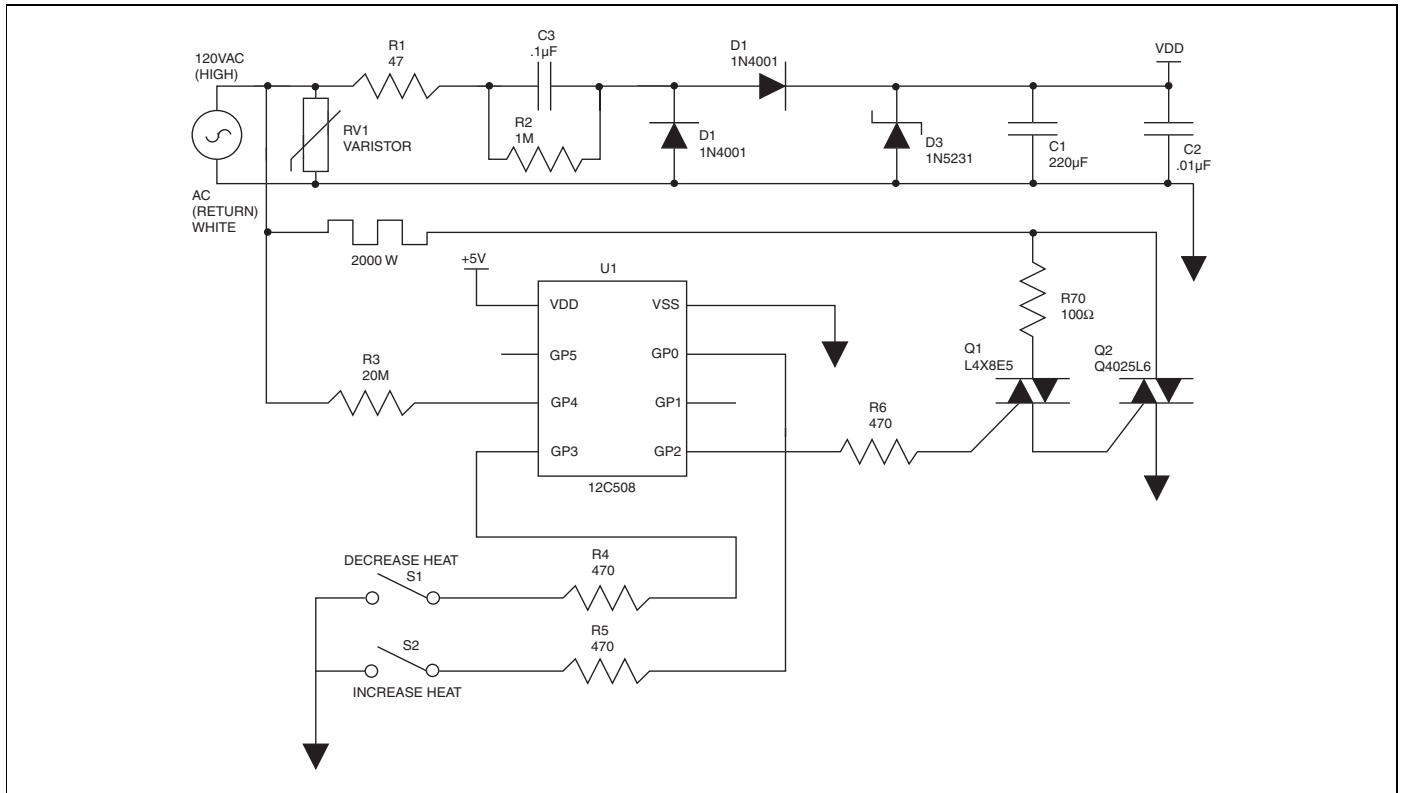 120VAC
(HIGH)
R1
47
C3
.1µF
D1
1N4001
VDD
RV1
VARISTOR
R2
1M
D1
1N4001
D3
1N5231
C1
220µF
C2
.01µF
AC
(RETURN)
WHITE
2000 W
+5V
U1
VDD
VSS
R70
100Ω
GP5
GP0
Q1
L4X8E5
Q2
Q4025L6
R3
20M
GP4
GP1
R6
470
GP3
GP2
12C508
DECREASE HEAT
S1
R4
470
S2
R5
470
INCREASE HEAT